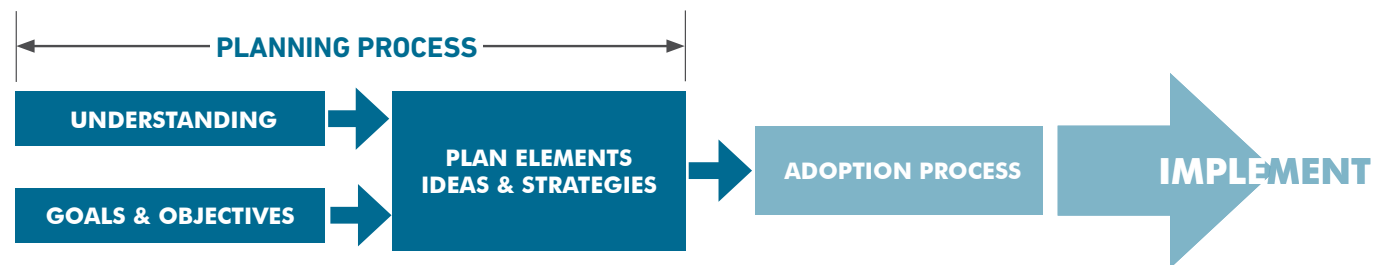 PLANNING PROCESS
UNDERSTANDING
GOALS & OBJECTIVES
PLAN ELEMENTS
IDEAS & STRATEGIES
ADOPTION PROCESS
IMPLEMENT